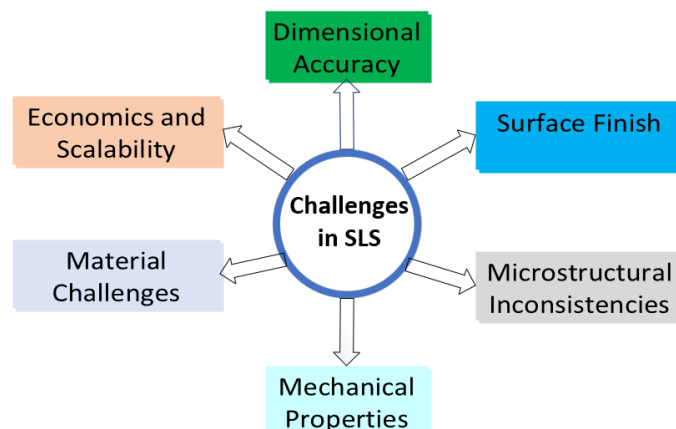 Dimensional
Accuracy
Economics and
Scalability
Surface Finish
Challenges
in SLS
Material
Challenges
Microstructural
Inconsistencies
Mechanical
Properties